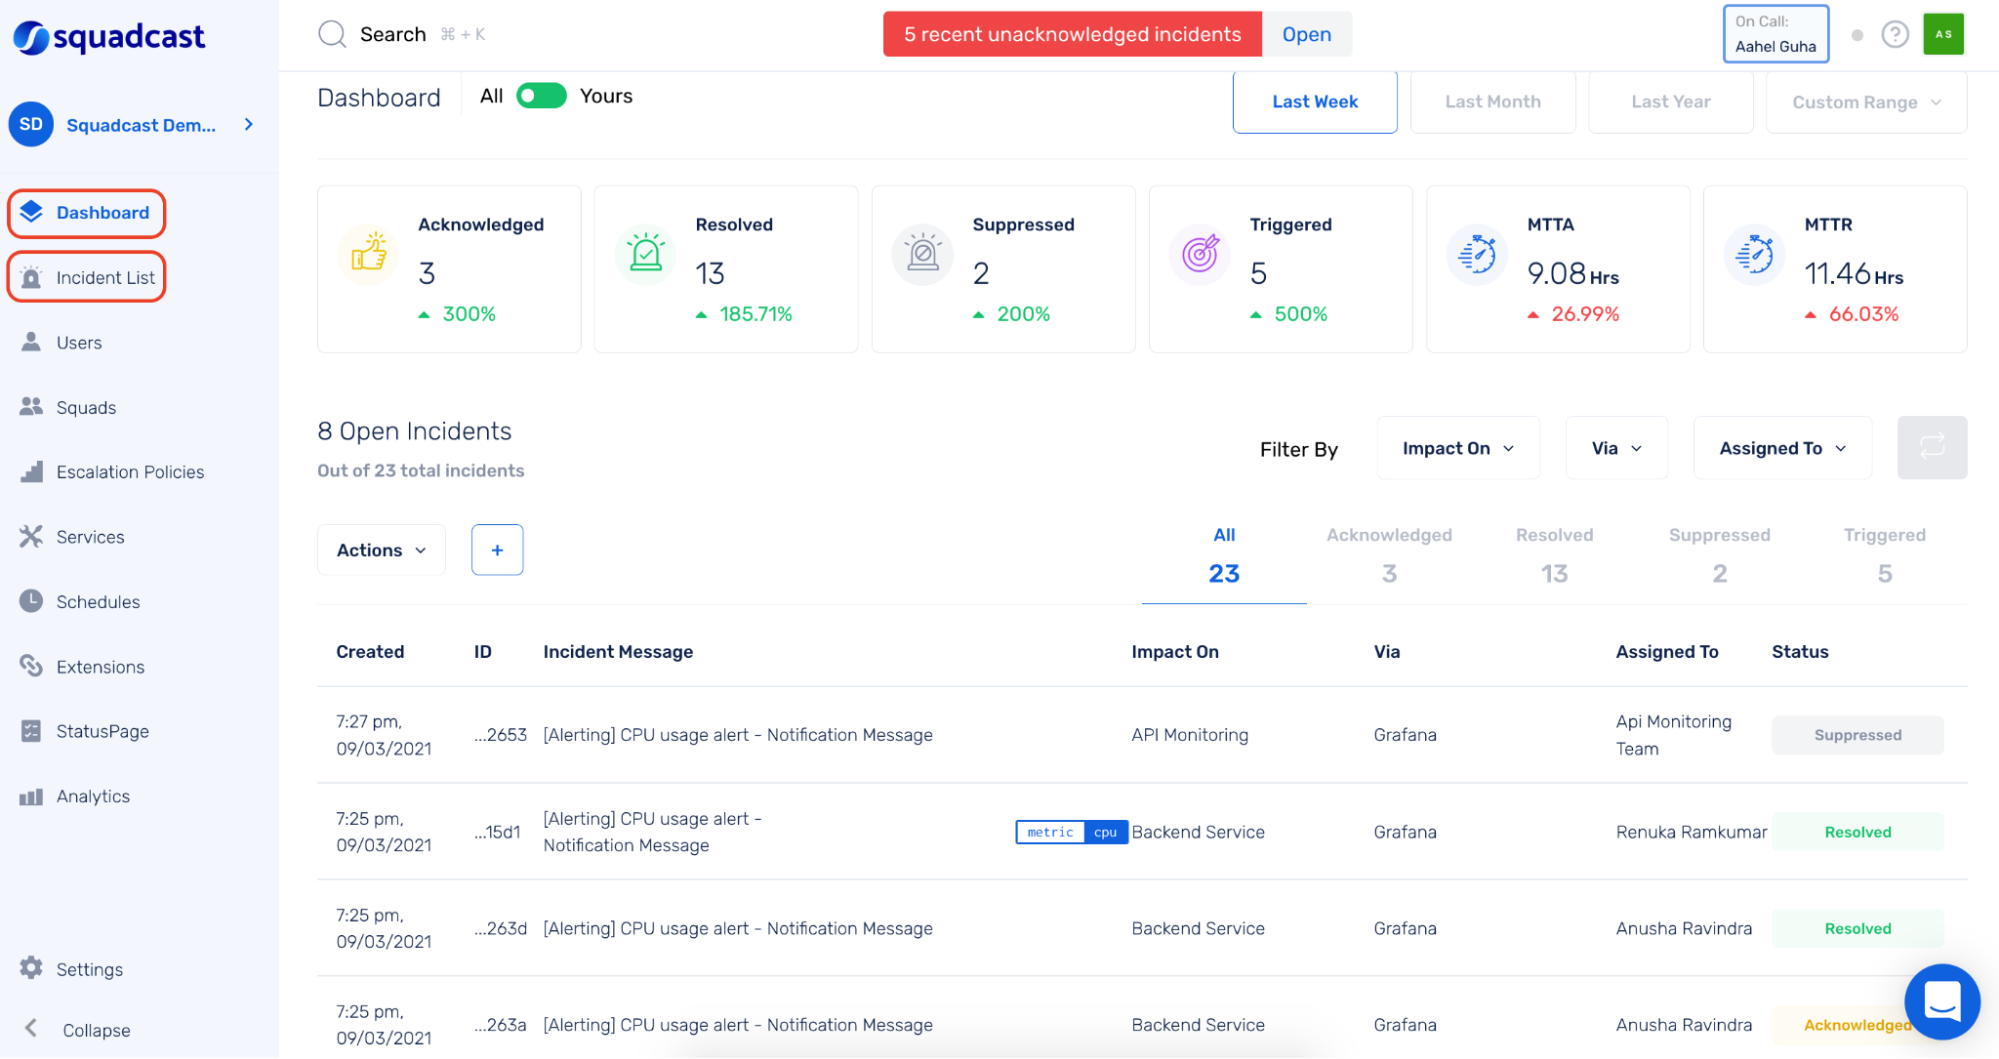 squadcast
Search ⌘ + K
5 recent unacknowledged incidents
Open
On Call:
Aahel Guha
?
A S
SD
Squadcast Dem...
Dashboard
Incident List
Users
Squads
Escalation Policies
Services
Schedules
Extensions
StatusPage
Analytics
Settings
Collapse
Dashboard
All
Yours
Last Week
Last Month
Last Year
Custom Range
Acknowledged
3
300%
Resolved
13
185.71%
Suppressed
2
200%
Triggered
5
500%
MTTA
9.08 Hrs
26.99%
MTTR
11.46 Hrs
66.03%
8 Open Incidents
Out of 23 total incidents
Filter By
Impact On
Via
Assigned To
Actions
+
All
23
Acknowledged
3
Resolved
13
Suppressed
2
Triggered
5
Created ID Incident Message Impact On Via Assigned To Status
7:27 pm,
09/03/2021
...2653
[Alerting] CPU usage alert - Notification Message
API Monitoring
Grafana
Api Monitoring
Team
Suppressed
7:25 pm,
09/03/2021
...15d1
[Alerting] CPU usage alert -
Notification Message
metric cpu
Backend Service
Grafana
Renuka Ramkumar
Resolved
7:25 pm,
09/03/2021
...263d
[Alerting] CPU usage alert - Notification Message
Backend Service
Grafana
Anusha Ravindra
Resolved
7:25 pm,
09/03/2021
...263a
[Alerting] CPU usage alert - Notification Message
Backend Service
Grafana
Anusha Ravindra
Acknowledged